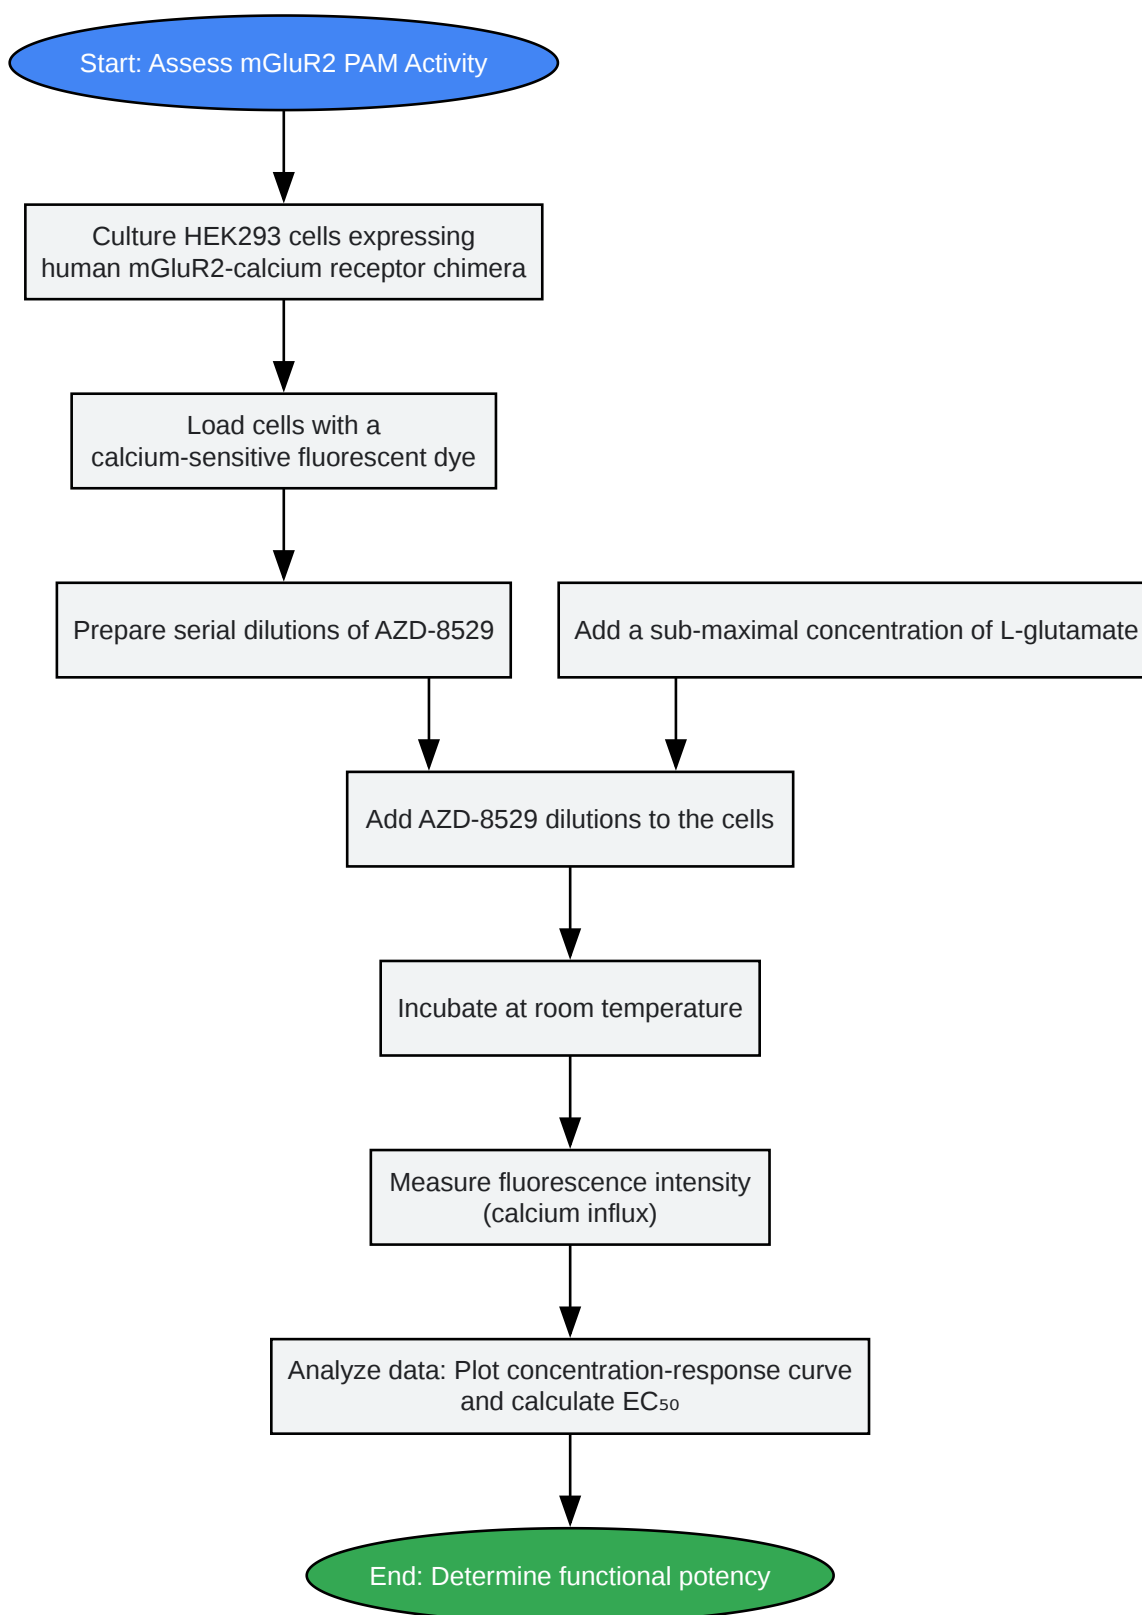 Start: Assess mGluR2 PAM Activity
Culture HEK293 cells expressing
human mGluR2-calcium receptor chimera
Load cells with a
calcium-sensitive fluorescent dye
Prepare serial dilutions of AZD-8529
Add a sub-maximal concentration of L-glutamate
Add AZD-8529 dilutions to the cells
Incubate at room temperature
Measure fluorescence intensity
(calcium influx)
Analyze data: Plot concentration-response curve
and calculate EC₅₀
End: Determine functional potency